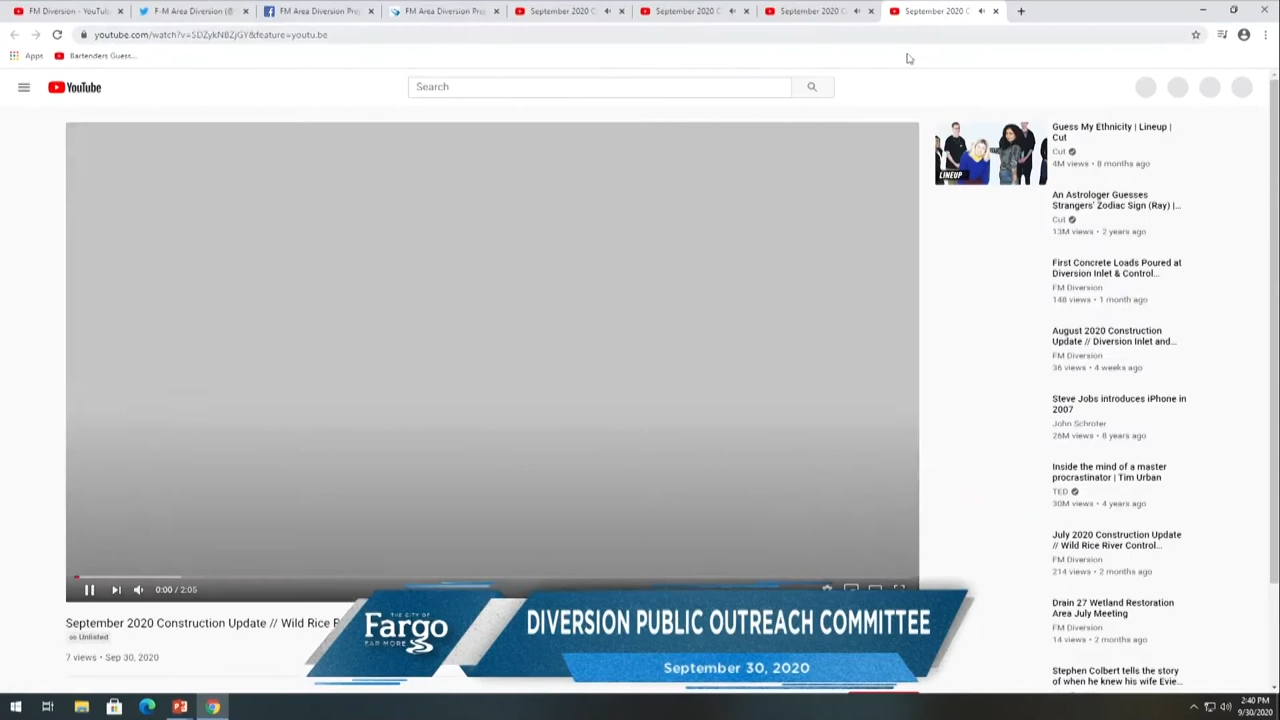 FM Diversion - YouTub
F-M Area Diversion (@
FM Area Diversion Proj
FM Area Diversion Proj
September 2020 C
September 2020 C
September 2020 C
September 2020 C
youtube.com/watch?v=SDZykNBZjGY&feature=youtu.be
Apps
Bartenders Guess...
YouTube
Search
LINEUP
Guess My Ethnicity | Lineup |
Cut
Cut
4M views • 8 months ago
An Astrologer Guesses
Strangers' Zodiac Sign (Ray) |...
Cut
13M views • 2 years ago
First Concrete Loads Poured at
Diversion Inlet & Control...
FM Diversion
148 views • 1 month ago
August 2020 Construction
Update // Diversion Inlet and...
FM Diversion
36 views • 4 weeks ago
Steve Jobs introduces iPhone in
2007
John Schroter
26M views • 8 years ago
Inside the mind of a master
procrastinator | Tim Urban
TED
30M views • 4 years ago
July 2020 Construction Update
// Wild Rice River Control...
FM Diversion
214 views • 2 months ago
Drain 27 Wetland Restoration
Area July Meeting
FM Diversion
14 views • 2 months ago
Stephen Colbert tells the story
of when he knew his wife Evie...
0:00 / 2:05
September 2020 Construction Update // Wild Rice R
Unlisted
7 views • Sep 30, 2020
THE CITY OF
Fargo
FAR MORE
DIVERSION PUBLIC OUTREACH COMMITTEE
September 30, 2020
2:40 PM
9/30/2020